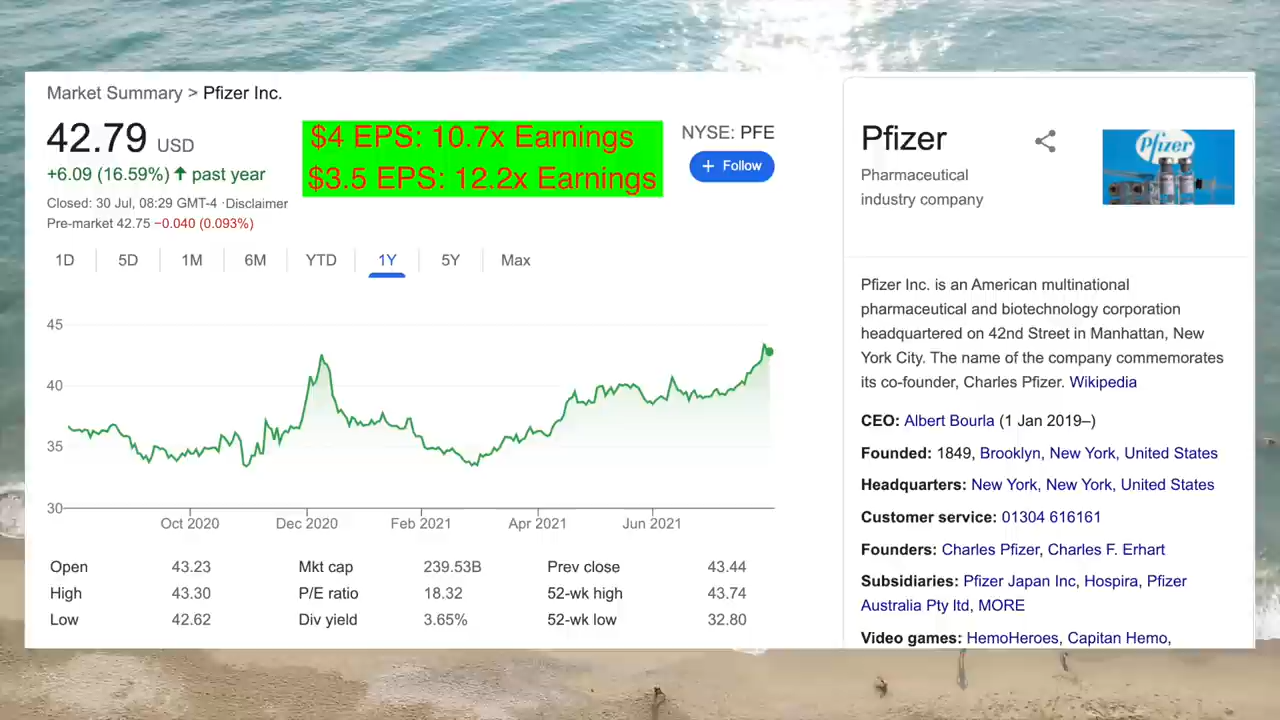 Market Summary > Pfizer Inc.
42.79 USD
+6.09 (16.59%) ↑ past year
Closed: 30 Jul, 08:29 GMT-4 · Disclaimer
Pre-market 42.75 −0.040 (0.093%)
$4 EPS: 10.7x Earnings
$3.5 EPS: 12.2x Earnings
NYSE: PFE
+ Follow
1D 5D 1M 6M YTD 1Y 5Y Max
45
40
35
30
Oct 2020 Dec 2020 Feb 2021 Apr 2021 Jun 2021
Open 43.23 Mkt cap 239.53B Prev close 43.44
High 43.30 P/E ratio 18.32 52-wk high 43.74
Low 42.62 Div yield 3.65% 52-wk low 32.80
Pfizer
Pharmaceutical
industry company
Pfizer
Pfizer Inc. is an American multinational
pharmaceutical and biotechnology corporation
headquartered on 42nd Street in Manhattan, New
York City. The name of the company commemorates
its co-founder, Charles Pfizer. Wikipedia
CEO: Albert Bourla (1 Jan 2019–)
Founded: 1849, Brooklyn, New York, United States
Headquarters: New York, New York, United States
Customer service: 01304 616161
Founders: Charles Pfizer, Charles F. Erhart
Subsidiaries: Pfizer Japan Inc, Hospira, Pfizer
Australia Pty ltd, MORE
Video games: HemoHeroes, Capitan Hemo,